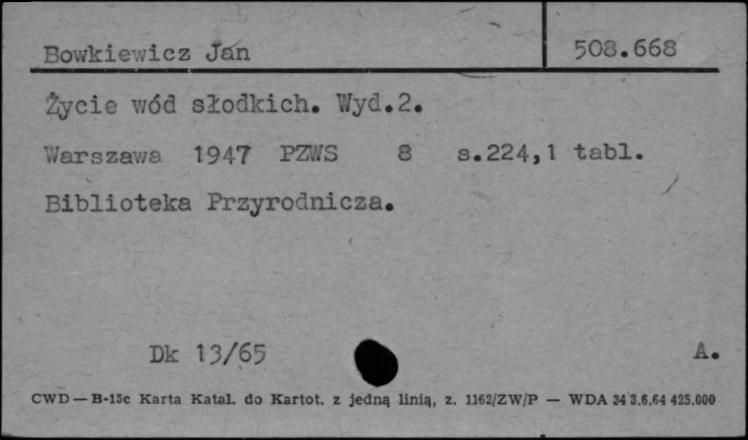 Bowkiewicz Jan 508.668
Życie wód słodkich. Wyd.2.
Warszawa 1947 PZWS 8 s.224,1 tabl.
Biblioteka Przyrodnicza.
Dk 13/65 A.
CWD — B-15c Karta Katal. do Kartot. z jedną linią, z. 1162/ZW/P — WDA 34 3.6.64 425.000